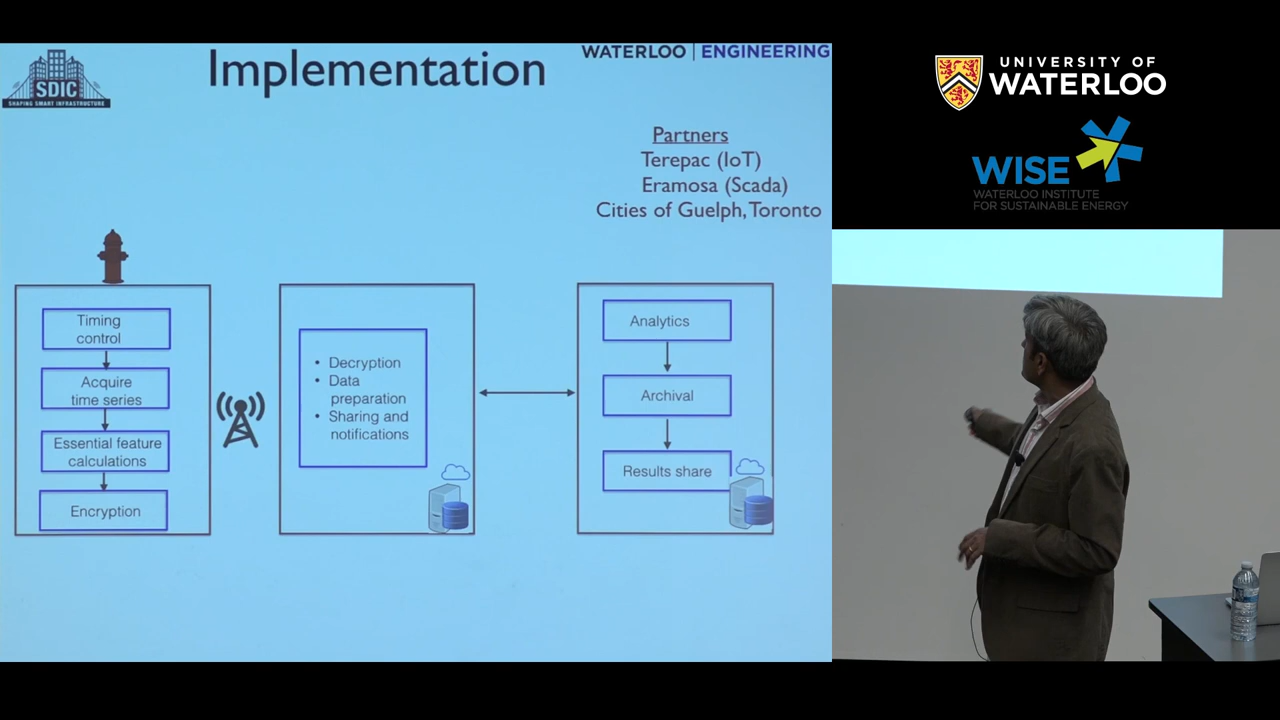 Implementation
WATERLOO | ENGINEERING
SDIC
SHAPING SMART INFRASTRUCTURE
Partners
Terepac (IoT)
Eramosa (Scada)
Cities of Guelph, Toronto
Timing
control
Acquire
time series
Essential feature
calculations
Encryption
• Decryption
• Data
preparation
• Sharing and
notifications
Analytics
Archival
Results share
UNIVERSITY OF
WATERLOO
WISE
WATERLOO INSTITUTE
FOR SUSTAINABLE ENERGY